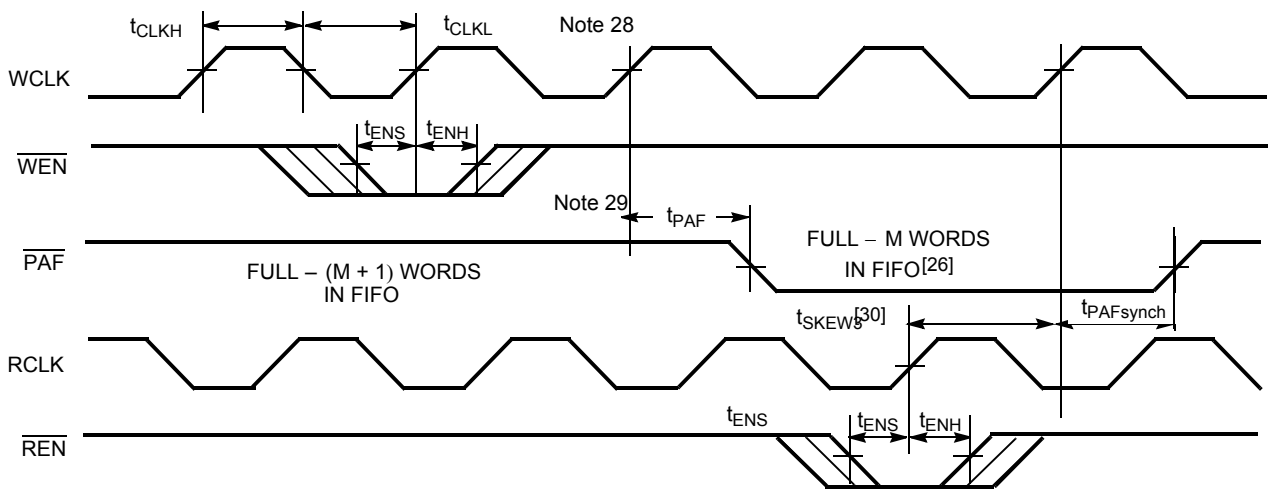 tCLKH tCLKL Note 28
WCLK
tENS tENH
WEN
Note 29 tPAF
PAF
FULL – (M + 1) WORDS
IN FIFO
FULL – M WORDS
IN FIFO[26]
tSKEW3[30] tPAFsynch
RCLK
tENS tENS tENH
REN